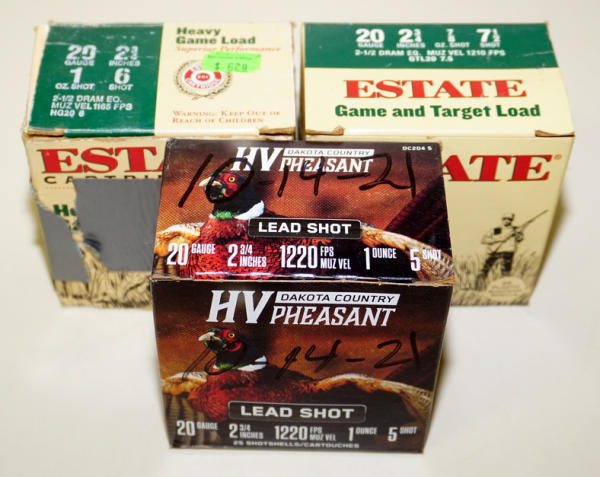 20 GAUGE 2 3/4 INCHES
1 OZ. SHOT 6 SHOT
2-1/2 DRAM EQ.
MUZ VEL 1165 FPS
HG20 6
Heavy
Game Load
Superior Performance
$ 6.29
WARNING: KEEP OUT OF
REACH OF CHILDREN
EST
CARTRI
He
G
20 GAUGE 2 3/4 INCHES 7/8 OZ. SHOT 7 1/2 SHOT
2-1/2 DRAM EQ. MUZ VEL 1210 FPS
GTL20 7.5
ESTATE®
Game and Target Load
ATE®
DC204 5
HV DAKOTA COUNTRY
PHEASANT
10-14-21
LEAD SHOT
20 GAUGE 2 3/4 INCHES 1220 FPS MUZ VEL 1 OUNCE 5 SHOT
HV DAKOTA COUNTRY
PHEASANT
10-14-21
LEAD SHOT
20 GAUGE 2 3/4 INCHES 1220 FPS MUZ VEL 1 OUNCE 5 SHOT
25 SHOTSHELLS/CARTOUCHES